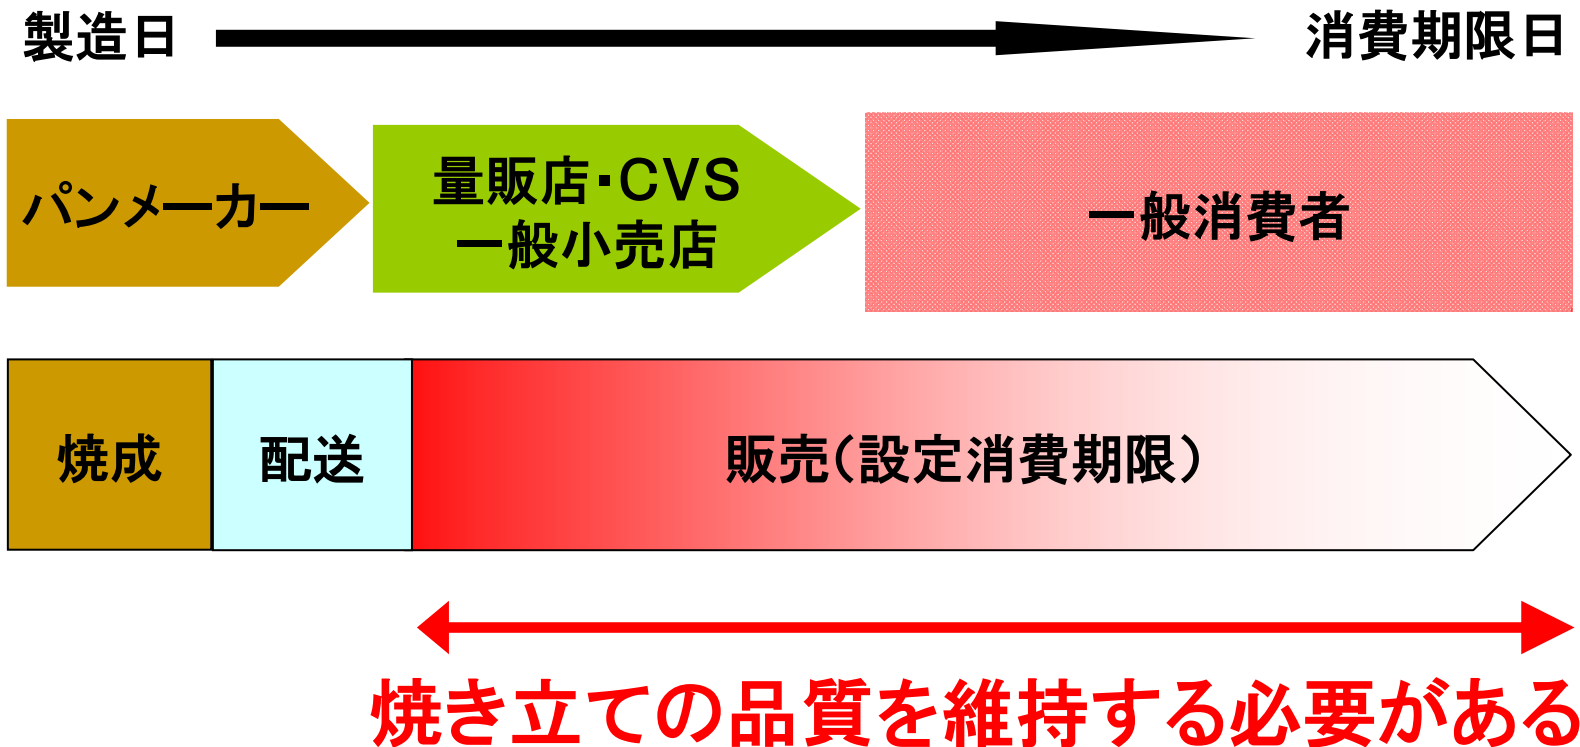 製造日
消費期限日
パンメーカー
量販店・CVS
一般小売店
一般消費者
焼成
配送
販売(設定消費期限)
焼き立ての品質を維持する必要がある